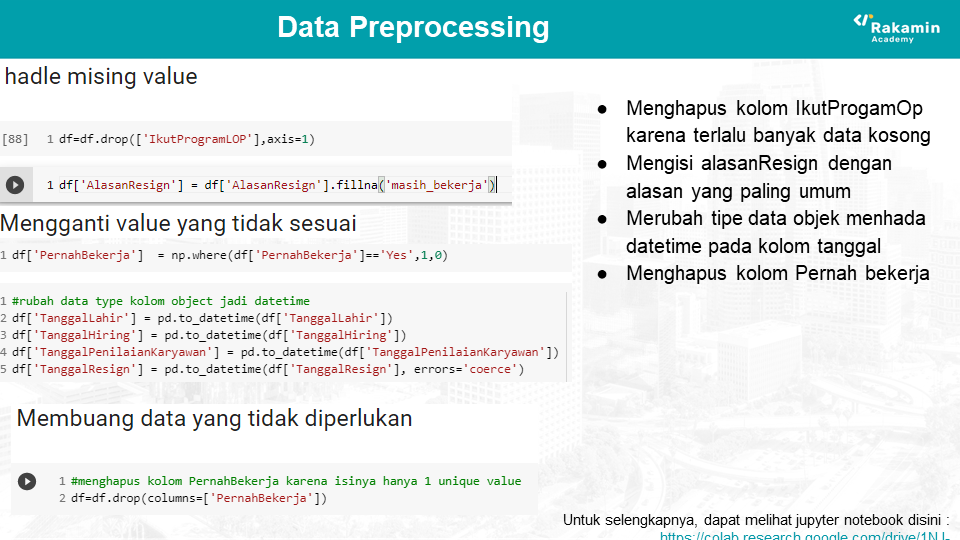 Data Preprocessing
Rakamin
Academy
hadle mising value
[88] 1 df=df.drop(['IkutProgramLOP'],axis=1)
1 df['AlasanResign'] = df['AlasanResign'].fillna('masih_bekerja')
Mengganti value yang tidak sesuai
1 df['PernahBekerja']  = np.where(df['PernahBekerja']=='Yes',1,0)
1 #rubah data type kolom object jadi datetime
2 df['TanggalLahir'] = pd.to_datetime(df['TanggalLahir'])
3 df['TanggalHiring'] = pd.to_datetime(df['TanggalHiring'])
4 df['TanggalPenilaianKaryawan'] = pd.to_datetime(df['TanggalPenilaianKaryawan'])
5 df['TanggalResign'] = pd.to_datetime(df['TanggalResign'], errors='coerce')
Membuang data yang tidak diperlukan
1 #menghapus kolom PernahBekerja karena isinya hanya 1 unique value
2 df=df.drop(columns=['PernahBekerja'])
● Menghapus kolom IkutProgamOp
karena terlalu banyak data kosong
● Mengisi alasanResign dengan
alasan yang paling umum
● Merubah tipe data objek menhada
datetime pada kolom tanggal
● Menghapus kolom Pernah bekerja
Untuk selengkapnya, dapat melihat jupyter notebook disini :
https://colab.research.google.com/drive/1NJ-